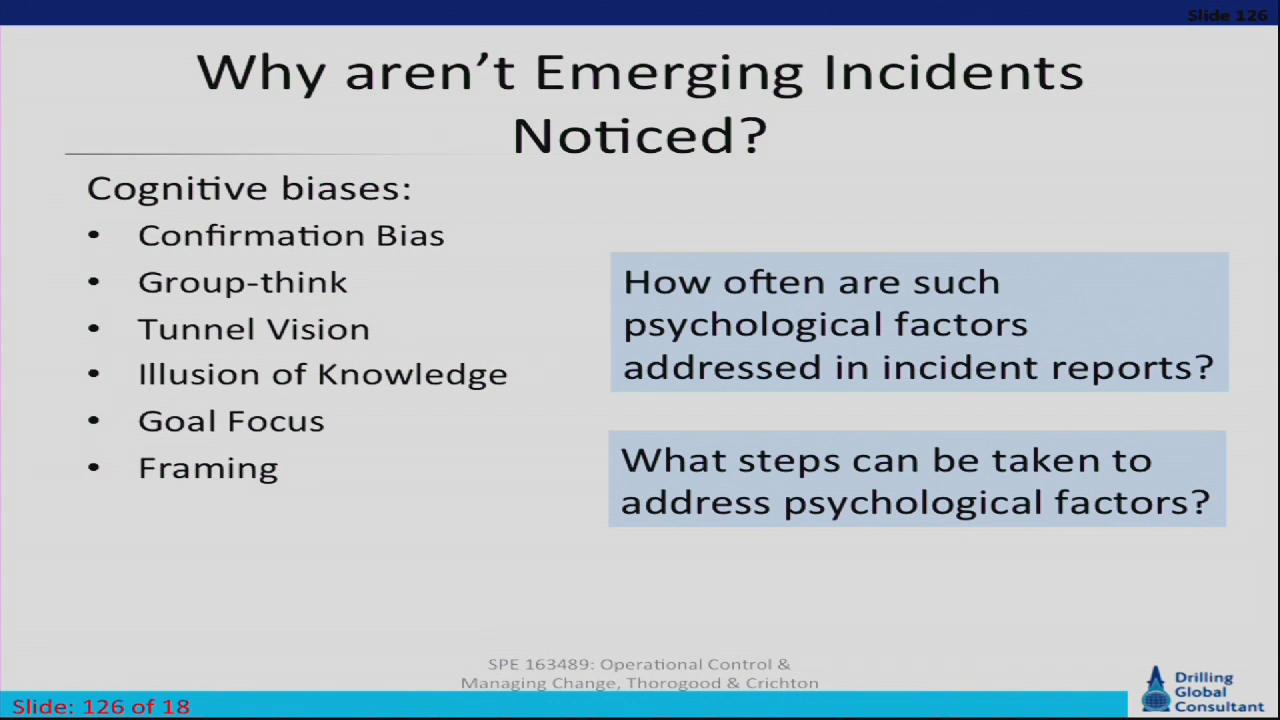 Slide 126
Why aren't Emerging Incidents
Noticed?
Cognitive biases:
• Confirmation Bias
• Group-think
• Tunnel Vision
• Illusion of Knowledge
• Goal Focus
• Framing
How often are such
psychological factors
addressed in incident reports?
What steps can be taken to
address psychological factors?
SPE 163489: Operational Control &
Managing Change, Thorogood & Crichton
Slide: 126 of 18
Drilling
Global
Consultant